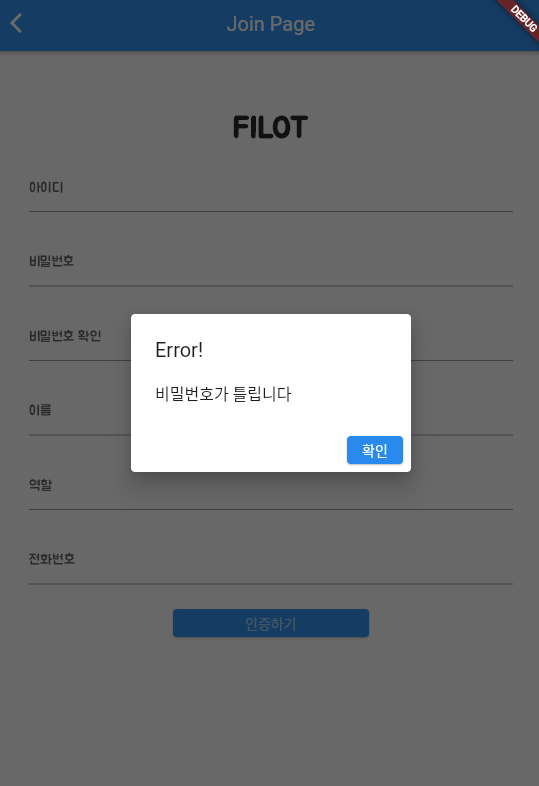 Join Page
DEBUG
FILOT
아이디
비밀번호
비밀번호 확인
Error!
비밀번호가 틀립니다
확인
이름
역할
전화번호
인증하기